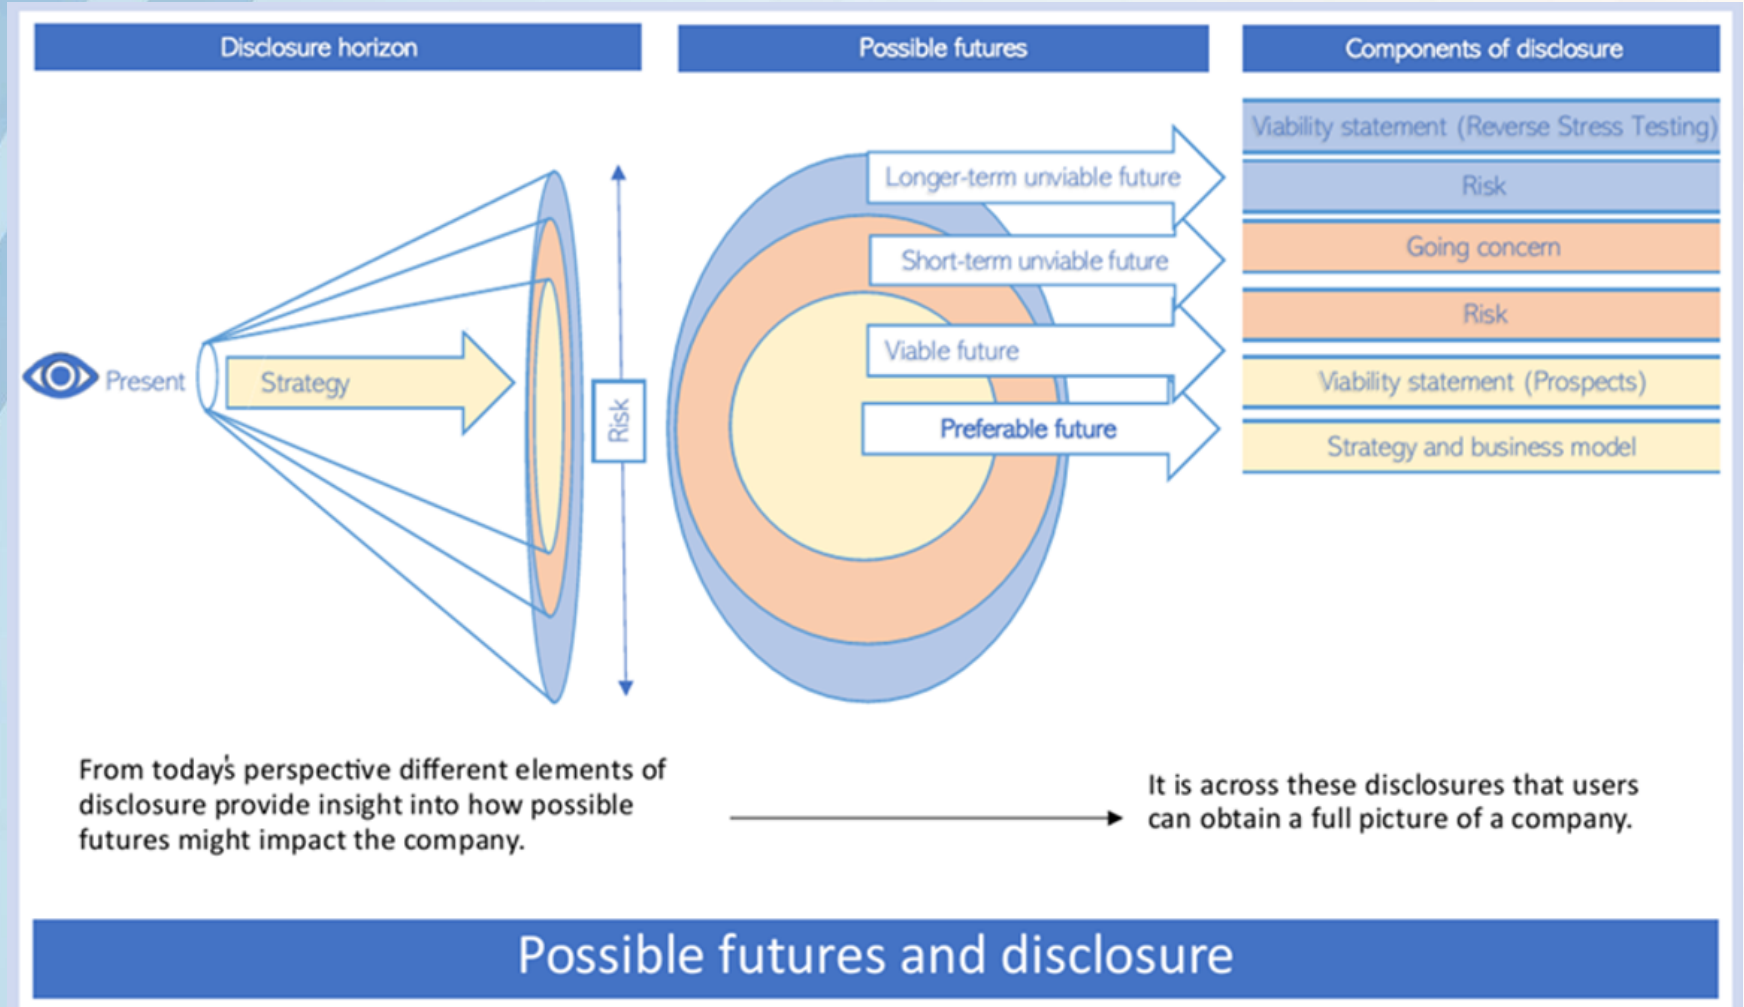 Disclosure horizon
Possible futures
Components of disclosure
Present
Strategy
Risk
Longer-term unviable future
Short-term unviable future
Viable future
Preferable future
Viability statement (Reverse Stress Testing)
Risk
Going concern
Risk
Viability statement (Prospects)
Strategy and business model
From today's perspective different elements of
disclosure provide insight into how possible
futures might impact the company.
It is across these disclosures that users
can obtain a full picture of a company.
Possible futures and disclosure